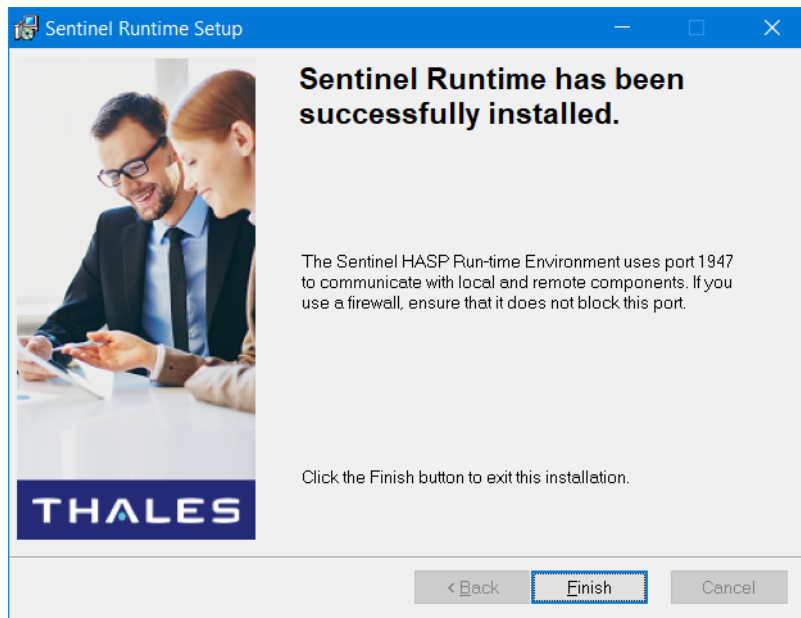 Sentinel Runtime Setup
Sentinel Runtime has been
successfully installed.
The Sentinel HASP Run-time Environment uses port 1947
to communicate with local and remote components. If you
use a firewall, ensure that it does not block this port.
Click the Finish button to exit this installation.
THALES
< Back Finish Cancel